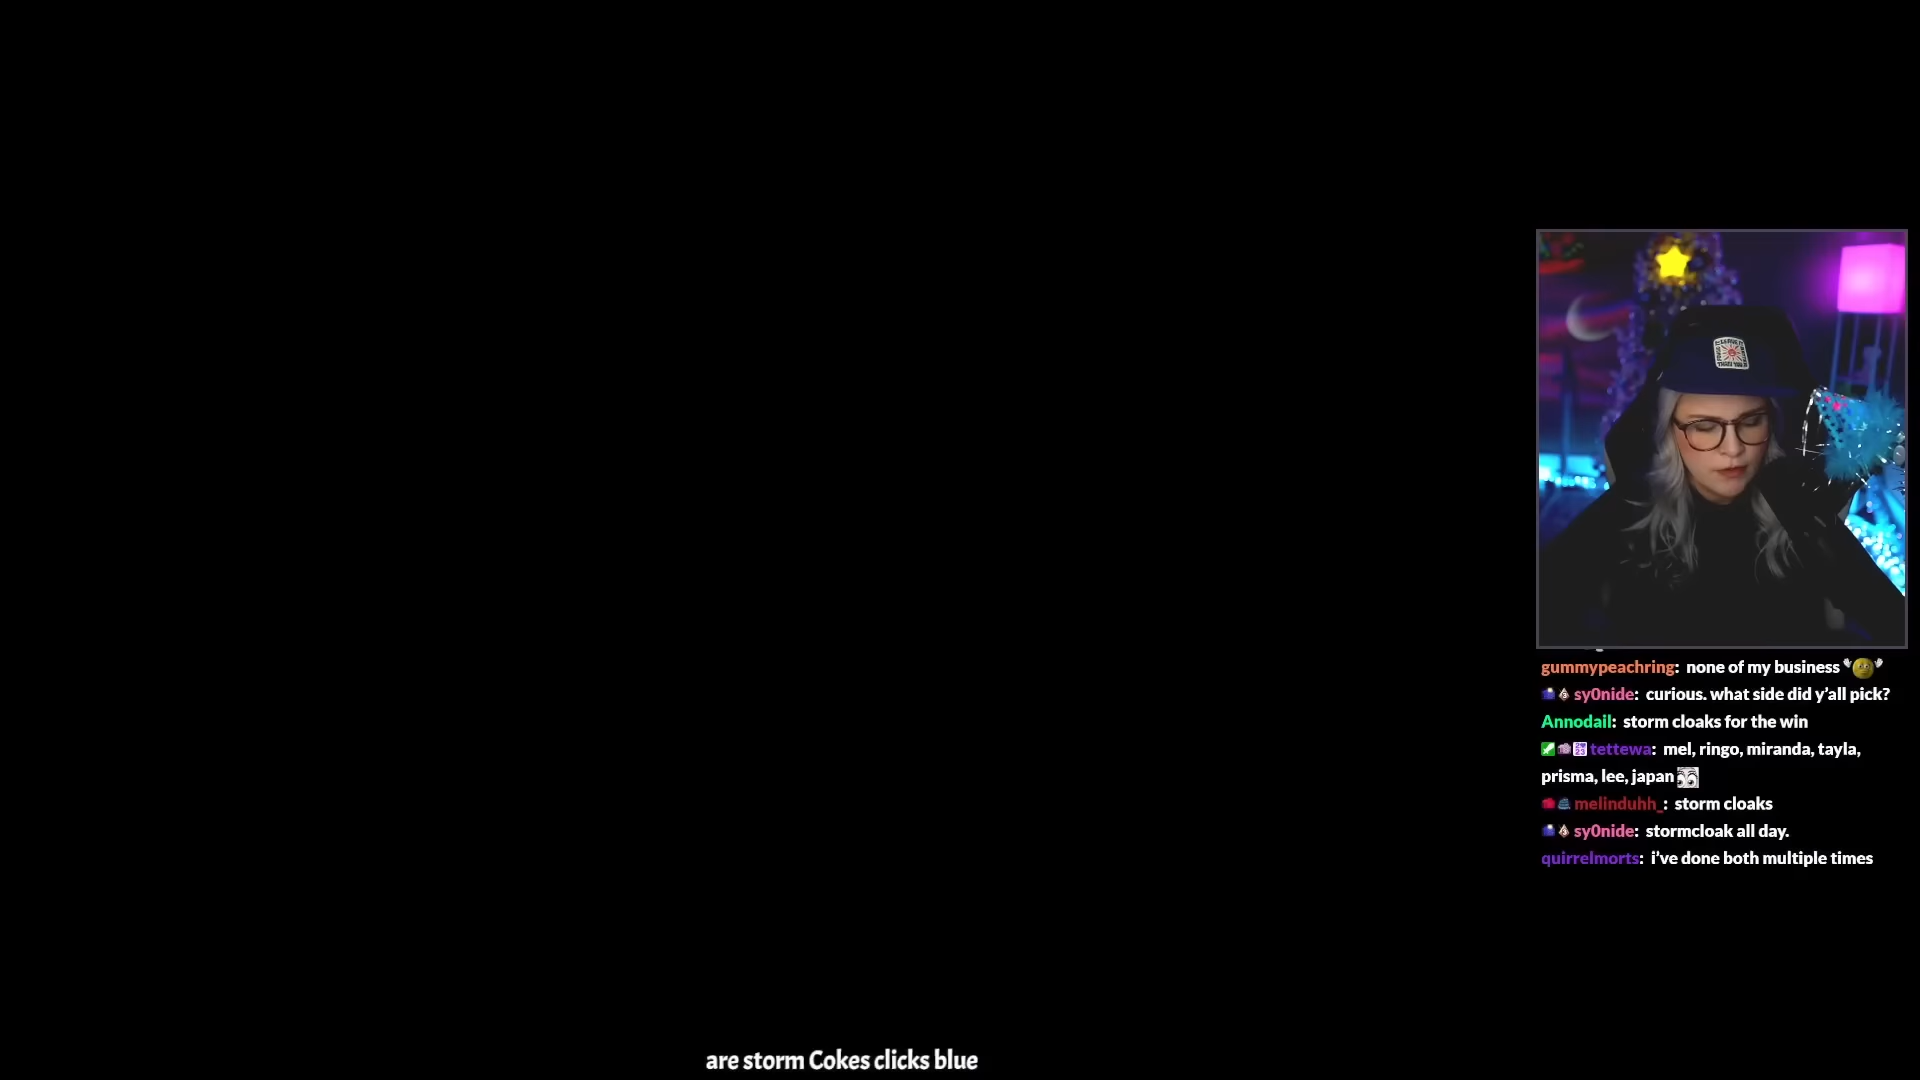 gummypeachring: none of my business
sy0nide: curious. what side did y'all pick?
Annodail: storm cloaks for the win
tettewa: mel, ringo, miranda, tayla,
prisma, lee, japan
melinduhh_: storm cloaks
sy0nide: stormcloak all day.
quirrelmorts: i've done both multiple times
are storm Cokes clicks blue